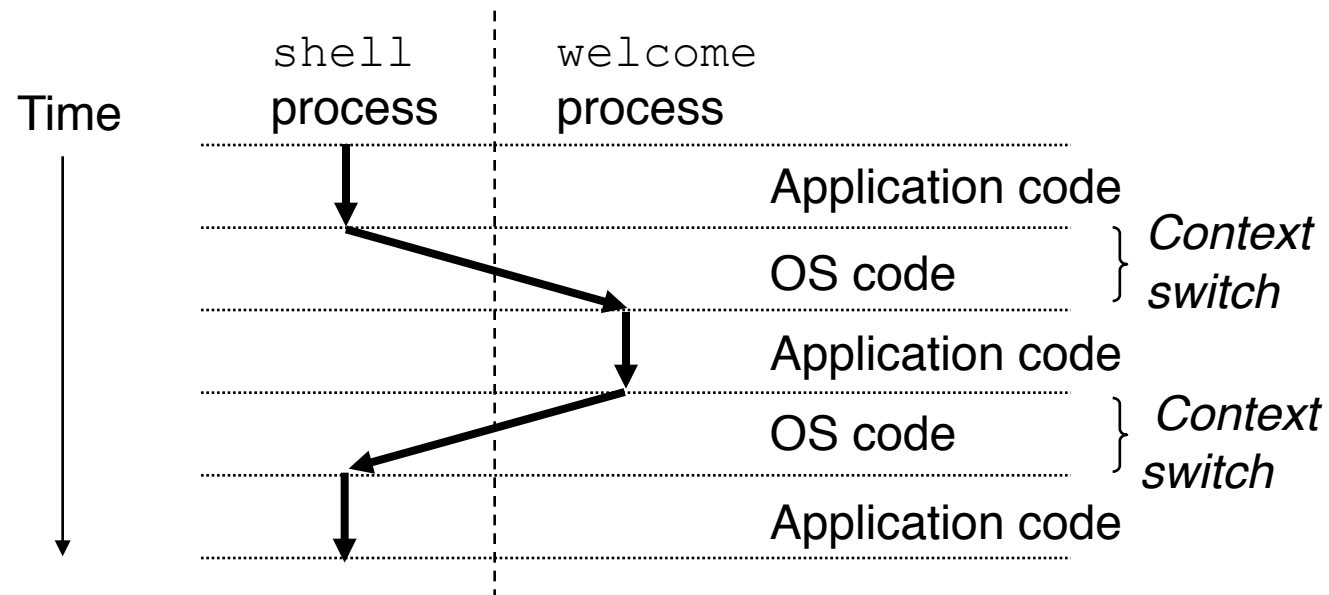 shell welcome
Time process process
Application code
Context
OS code switch
Application code
Context
OS code
switch
Application code